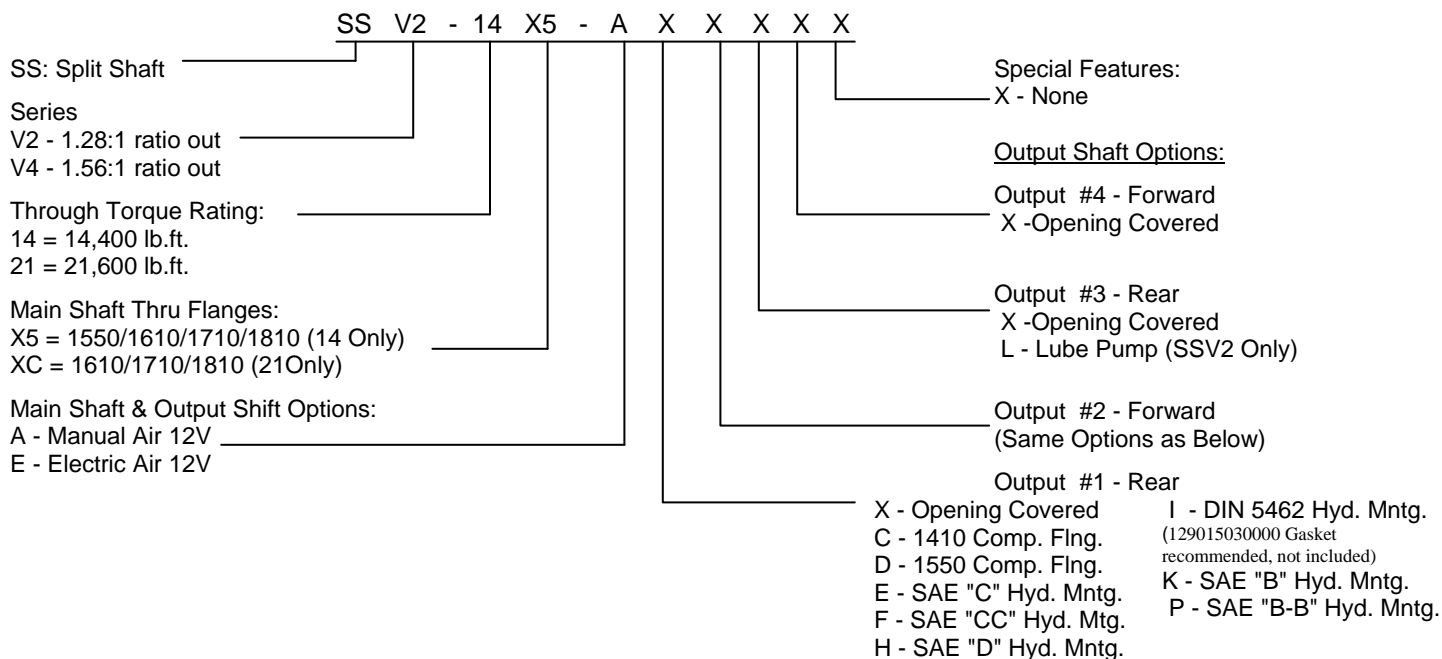 SS V2 - 14 X5 - A X X X X X
SS: Split Shaft
Series
V2 - 1.28:1 ratio out
V4 - 1.56:1 ratio out
Through Torque Rating:
14 = 14,400 lb.ft.
21 = 21,600 lb.ft.
Main Shaft Thru Flanges:
X5 = 1550/1610/1710/1810 (14 Only)
XC = 1610/1710/1810 (21Only)
Main Shaft & Output Shift Options:
A - Manual Air 12V
E - Electric Air 12V
Special Features:
X - None
Output Shaft Options:
Output #4 - Forward
X -Opening Covered
Output #3 - Rear
X -Opening Covered
L - Lube Pump (SSV2 Only)
Output #2 - Forward
(Same Options as Below)
Output #1 - Rear
X - Opening Covered
C - 1410 Comp. Flng.
D - 1550 Comp. Flng.
E - SAE "C" Hyd. Mntg.
F - SAE "CC" Hyd. Mtg.
H - SAE "D" Hyd. Mntg.
I - DIN 5462 Hyd. Mntg.
(129015030000 Gasket
recommended, not included)
K - SAE "B" Hyd. Mntg.
P - SAE "B-B" Hyd. Mntg.